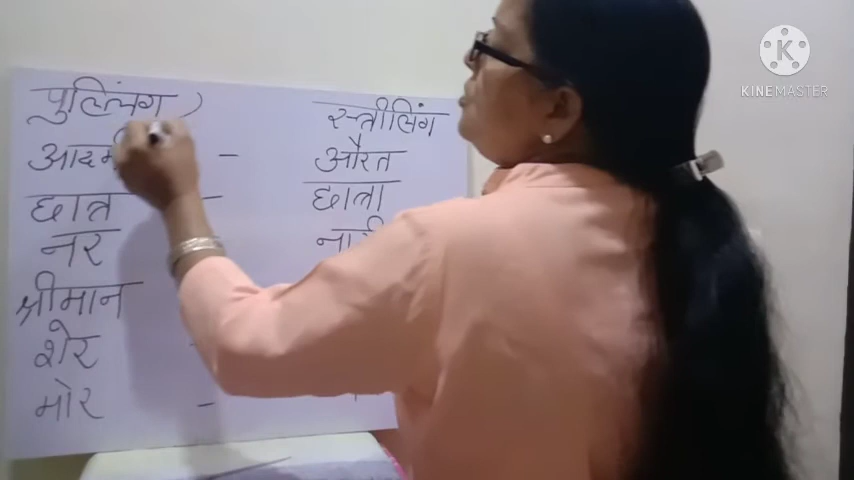 पुल्लिंग स्त्रीलिंग
- औरत
छात्र - छात्रा
नर
श्रीमान
शेर
मोर -
K
KINEMASTER